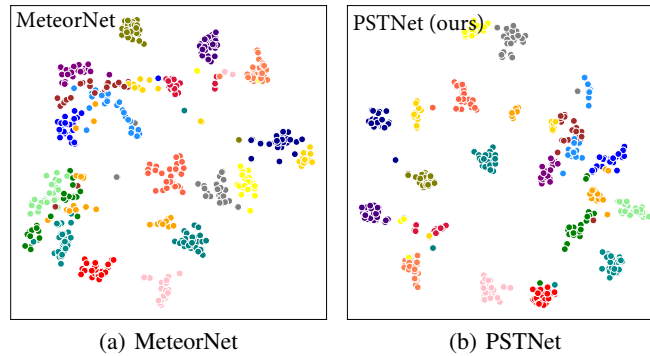 MeteorNet
PSTNet (ours)
(a) MeteorNet
(b) PSTNet